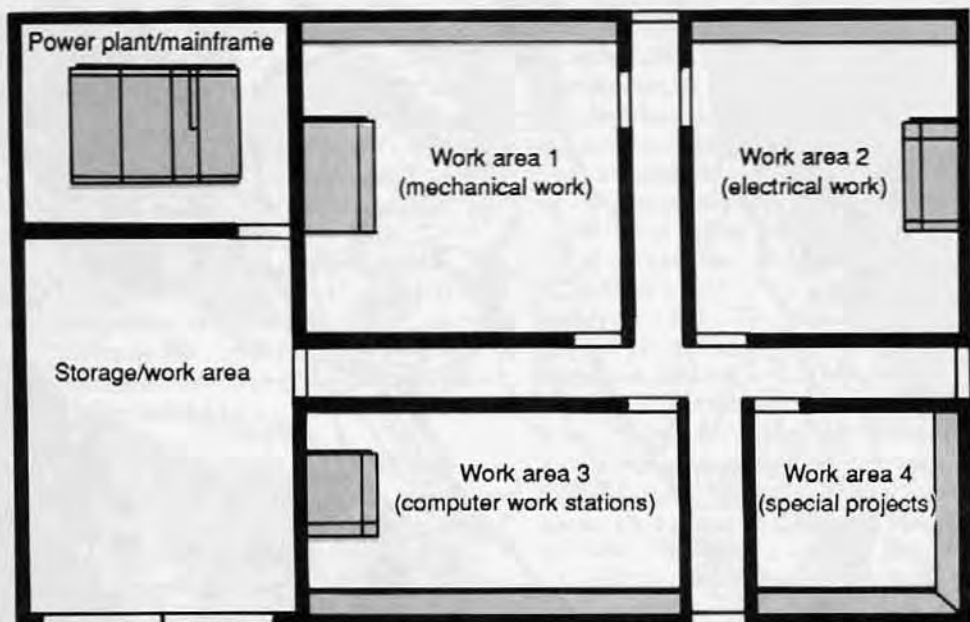 Power plant/mainframe
Work area 1
(mechanical work)
Work area 2
(electrical work)
Storage/work area
Work area 3
(computer work stations)
Work area 4
(special projects)